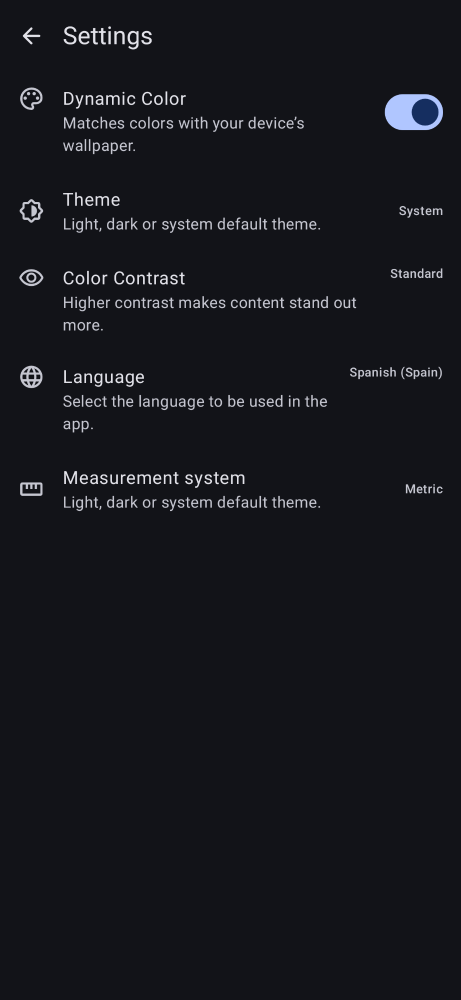 Settings
Dynamic Color
Matches colors with your device’s
wallpaper.
Theme
Light, dark or system default theme.
System
Color Contrast
Higher contrast makes content stand out
more.
Standard
Language
Select the language to be used in the
app.
Spanish (Spain)
Measurement system
Light, dark or system default theme.
Metric